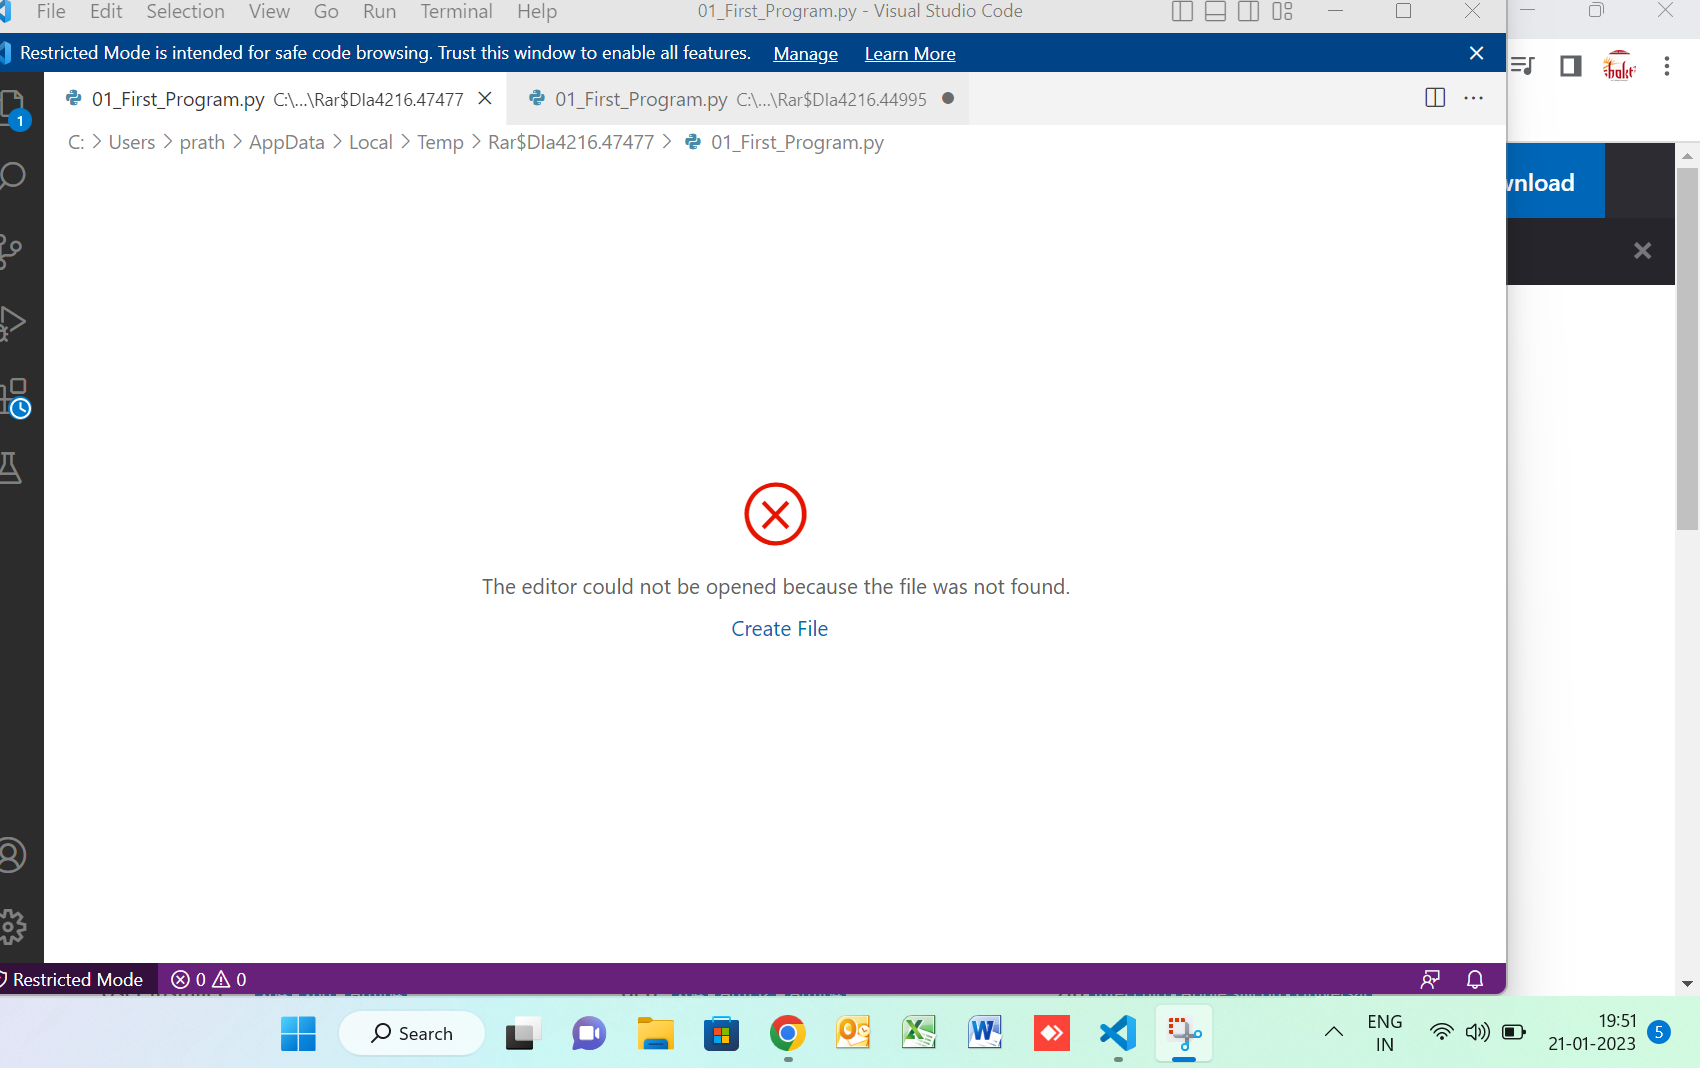 File Edit Selection View Go Run Terminal Help 01_First_Program.py - Visual Studio Code
Restricted Mode is intended for safe code browsing. Trust this window to enable all features. Manage Learn More
01_First_Program.py C:\...\Rar$DIa4216.47477 01_First_Program.py C:\...\Rar$DIa4216.44995
1
C: > Users > prath > AppData > Local > Temp > Rar$DIa4216.47477 > 01_First_Program.py
The editor could not be opened because the file was not found.
Create File
Restricted Mode 0 0
Search
ENG
IN
19:51
21-01-2023
5